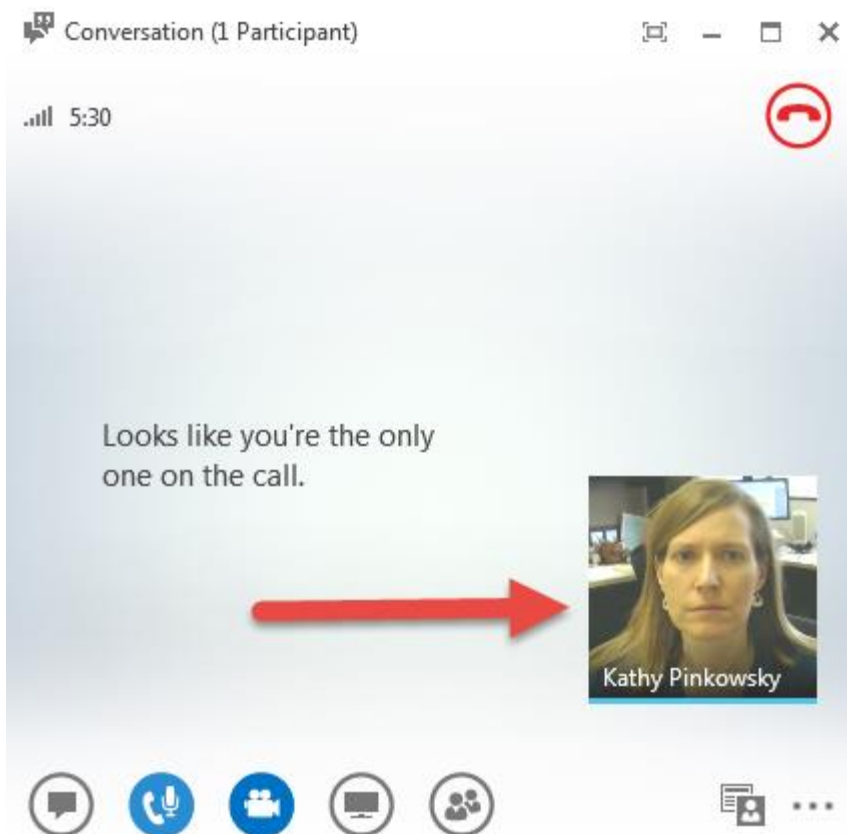 Conversation (1 Participant)
5:30
Looks like you're the only
one on the call.
Kathy Pinkowsky